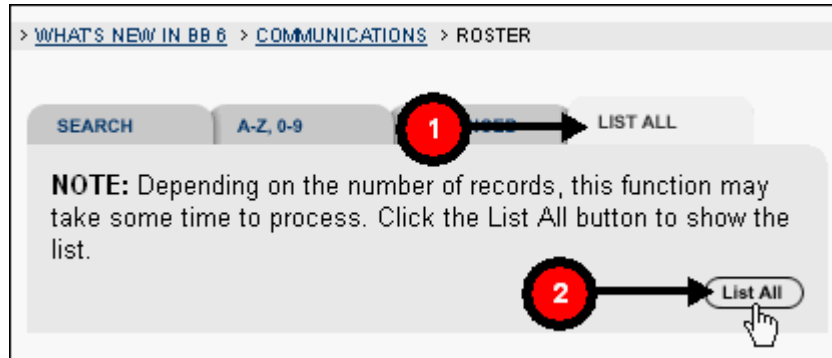 > WHAT'S NEW IN BB 6 > COMMUNICATIONS > ROSTER
SEARCH A-Z, 0-9 1 LIST ALL
NOTE: Depending on the number of records, this function may
take some time to process. Click the List All button to show the
list.
2 List All